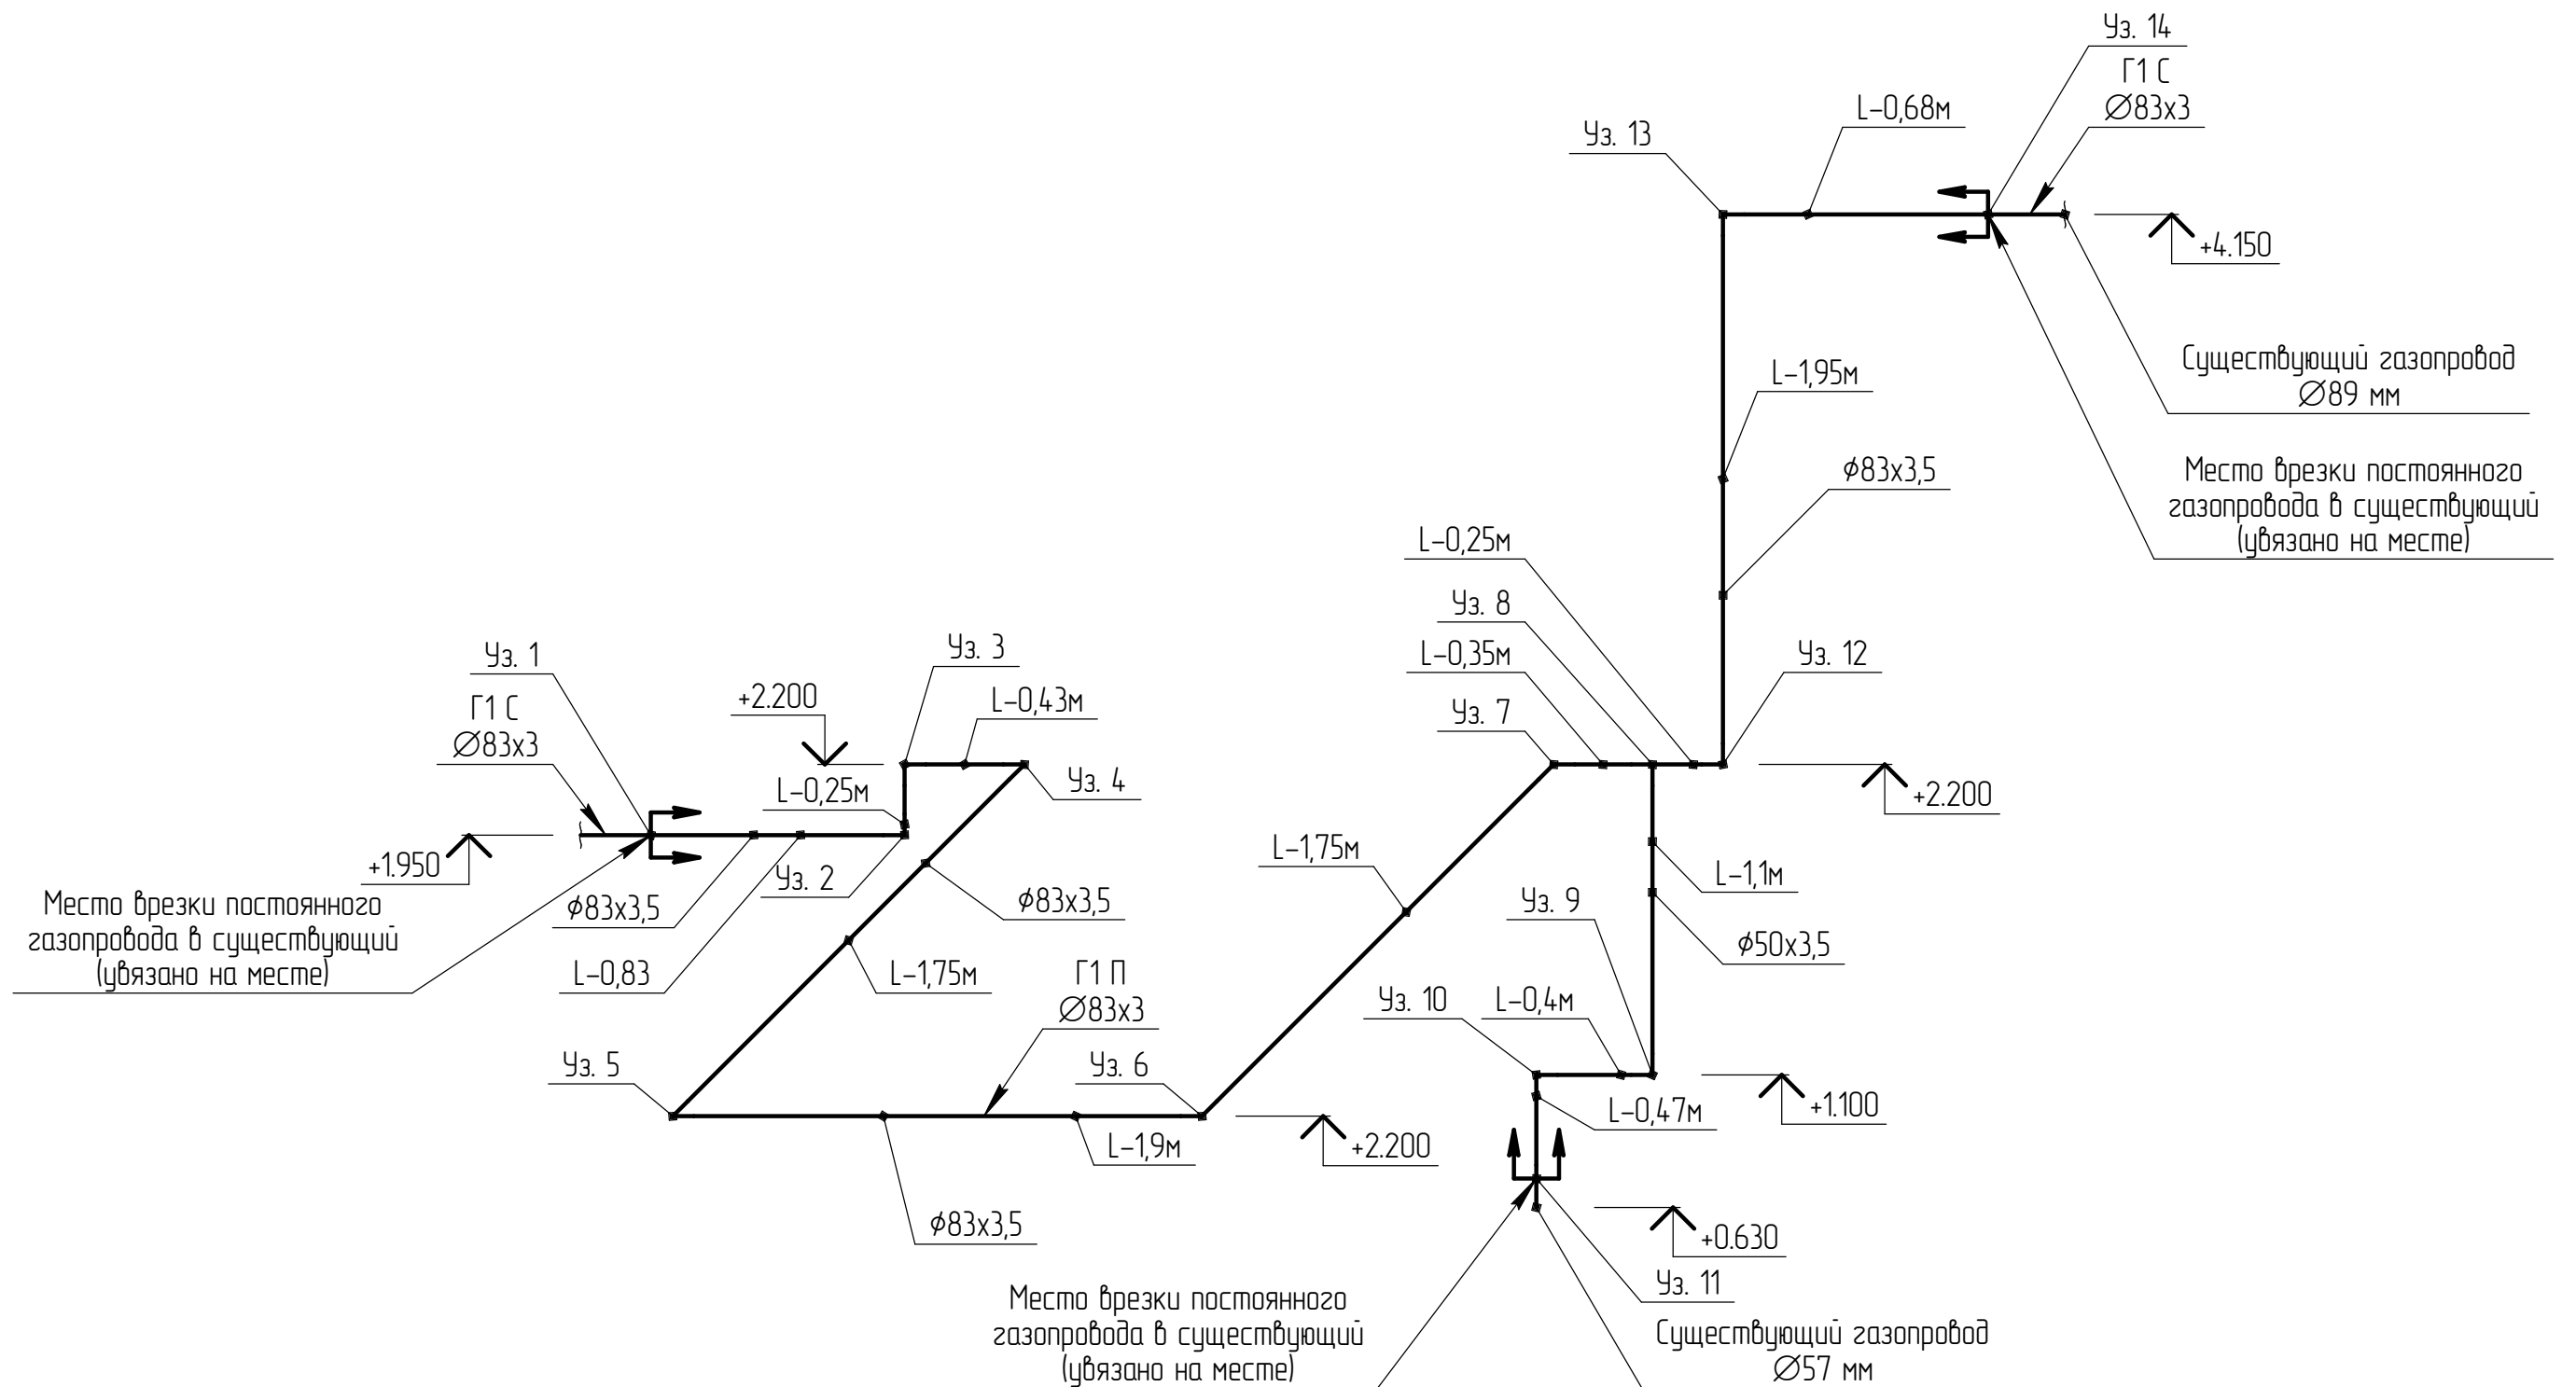 Уз. 14
Г1 С
Ø83х3
L-0,68м
Уз. 13
+4.150
Существующий газопровод
Ø89 мм
L-1,95м
Место врезки постоянного
газопровода в существующий
(увязано на месте)
ϕ83х3,5
L-0,25м
Уз. 8
L-0,35м
Уз. 7
Уз. 12
+2.200
Уз. 1
Г1 С
Ø83х3
+2.200
Уз. 3
L-0,43м
Уз. 4
L-0,25м
+1.950
Уз. 2
Место врезки постоянного
газопровода в существующий
(увязано на месте)
ϕ83х3,5
L-0,83
ϕ83х3,5
L-1,75м
L-1,75м
L-1,1м
Уз. 9
ϕ50х3,5
Г1 П
Ø83х3
Уз. 10
L-0,4м
Уз. 5
Уз. 6
+1.100
L-0,47м
L-1,9м
+2.200
ϕ83х3,5
+0.630
Уз. 11
Место врезки постоянного
газопровода в существующий
(увязано на месте)
Существующий газопровод
Ø57 мм